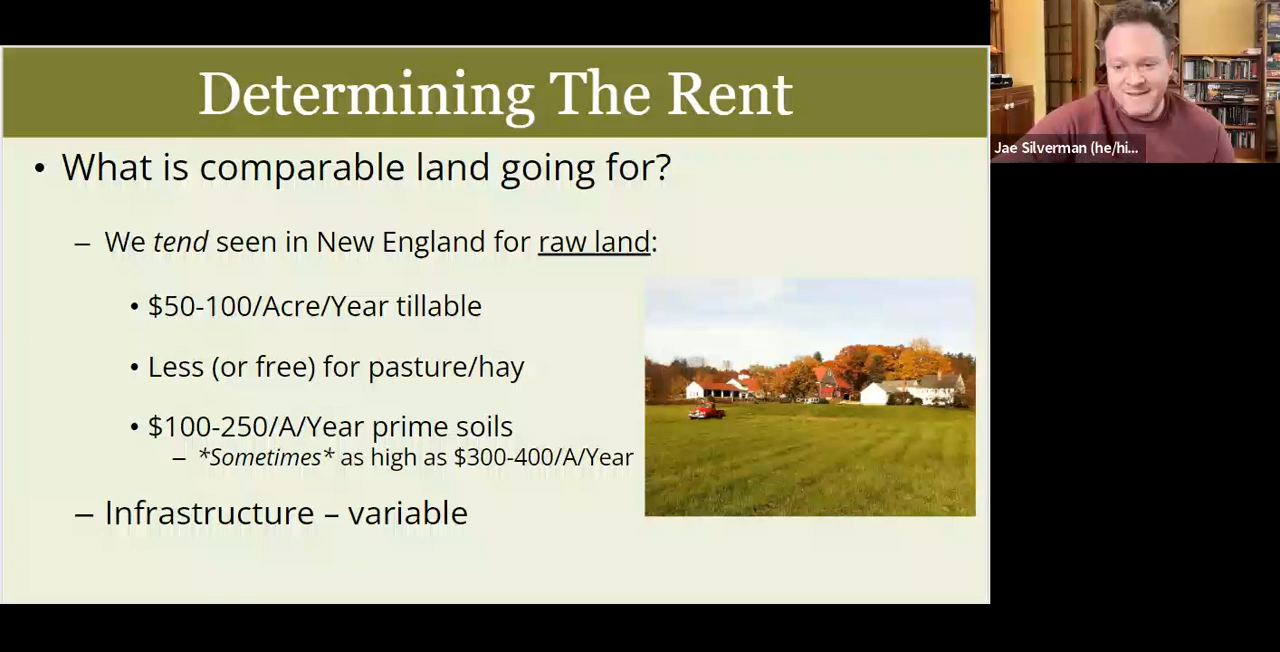 Determining The Rent
• What is comparable land going for?
– We tend seen in New England for raw land:
• $50-100/Acre/Year tillable
• Less (or free) for pasture/hay
• $100-250/A/Year prime soils
– *Sometimes* as high as $300-400/A/Year
– Infrastructure – variable
Jae Silverman (he/hi...